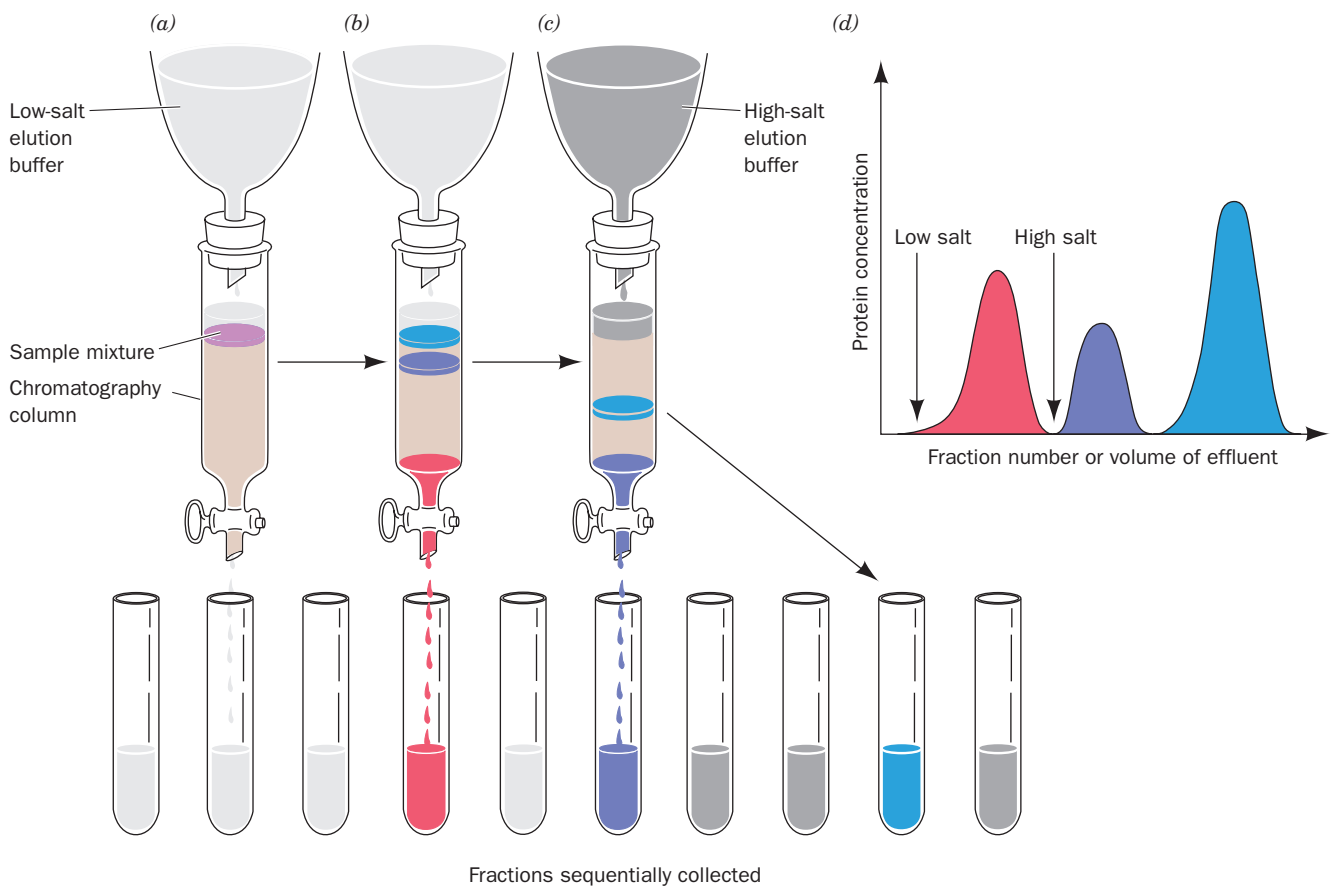 (a)
(b)
(c)
(d)
Low-salt
elution
buffer
High-salt
elution
buffer
Sample mixture
Chromatography
column
Protein concentration
Low salt
High salt
Fraction number or volume of effluent
Fractions sequentially collected